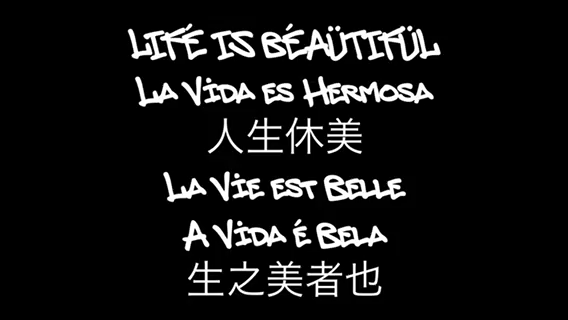 LIFÉ IS BÉAÜTIFÜL
LA VIDA ES HERMOSA
人生休美
LA VIE EST BELLE
A VIDA É BELA
生之美者也